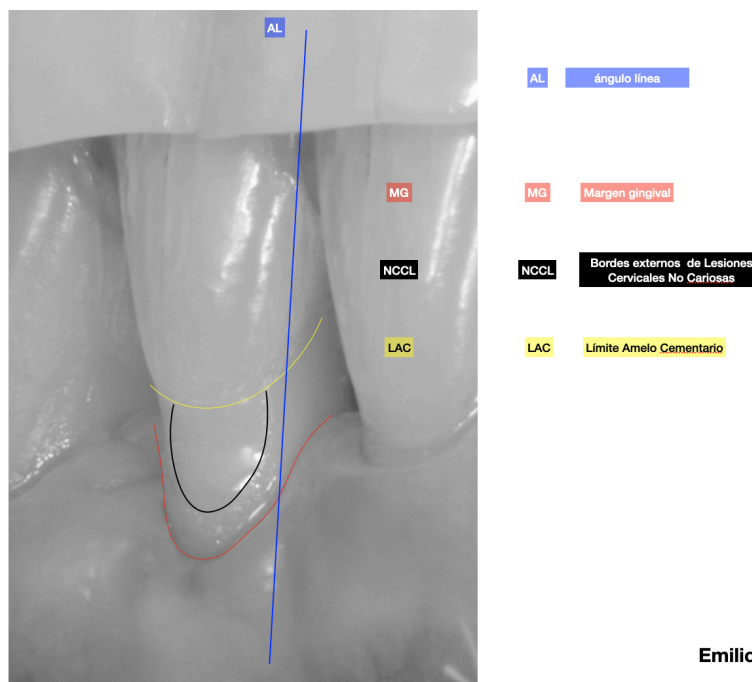 AL
AL ángulo línea
MG MG Margen gingival
NCCL NCCL Bordes externos de Lesiones
Cervicales No Cariosas
LAC LAC Límite Amelo Cementario
Emilio